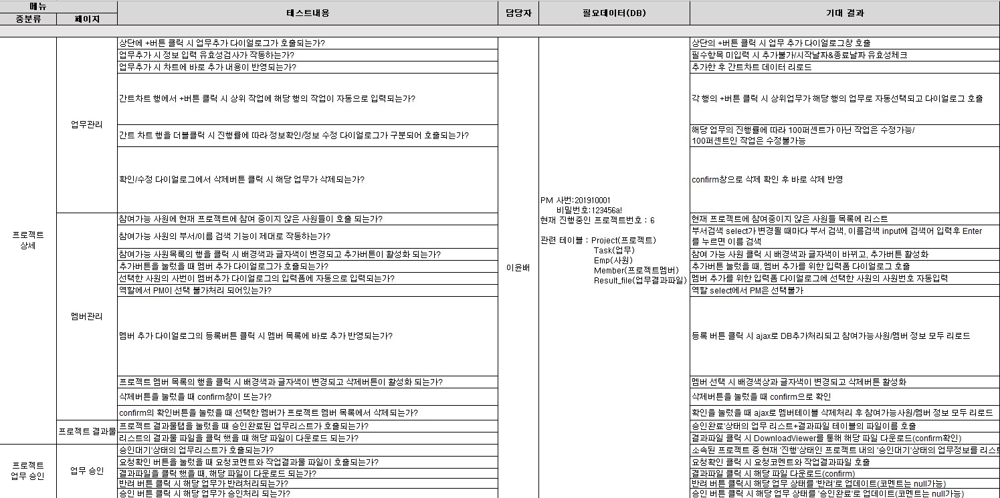 메뉴
중분류
페이지
테스트내용
담당자
필요데이터(DB)
기대 결과
프로젝트
상세
업무관리
상단에 +버튼 클릭 시 업무추가 다이얼로그가 호출되는가?
상단의 +버튼 클릭 시 업무 추가 다이얼로그창 호출
업무추가 시 정보 입력 유효성검사가 작동하는가?
필수항목 미입력 시 추가불가/시작날짜&종료날짜 유효성체크
업무추가 시 차트에 바로 추가 내용이 반영되는가?
추가한 후 간트차트 데이터 리로드
간트차트 행에서 +버튼 클릭 시 상위 작업에 해당 행의 작업이 자동으로 입력되는가?
각 행의 +버튼 클릭 시 상위업무가 해당 행의 업무로 자동선택되고 다이얼로그 호출
간트 차트 행을 더블클릭 시 진행률에 따라 정보확인/정보 수정 다이얼로그가 구분되어 호출되는가?
해당 업무의 진행률에 따라 100퍼센트가 아닌 작업은 수정가능/
100퍼센트인 작업은 수정불가능
확인/수정 다이얼로그에서 삭제버튼 클릭 시 해당 업무가 삭제되는가?
confirm창으로 삭제 확인 후 바로 삭제 반영
이윤배
PM 사번:201910001
비밀번호:123456a!
현재 진행중인 프로젝트번호 : 6
관련 테이블 : Project(프로젝트)
Task(업무)
Emp(사원)
Member(프로젝트멤버)
Result_file(업무결과파일)
멤버관리
참여가능 사원에 현재 프로젝트에 참여 중이지 않은 사원들이 호출 되는가?
현재 프로젝트에 참여중이지 않은 사원들 목록에 리스트
참여가능 사원의 부서/이름 검색 기능이 제대로 작동하는가?
부서검색 select가 변경될 때마다 부서 검색, 이름검색 input에 검색어 입력후 Enter
를 누르면 이름 검색
참여가능 사원목록의 행을 클릭 시 배경색과 글자색이 변경되고 추가버튼이 활성화 되는가?
참여 가능 사원 클릭 시 배경색과 글자색이 바뀌고, 추가버튼 활성화
추가버튼을 눌렀을 때 멤버 추가 다이얼로그가 호출되는가?
추가버튼 눌렀을 때, 멤버 추가를 위한 입력폼 다이얼로그 호출
선택한 사원의 사번이 멤버추가 다이얼로그의 입력폼에 자동으로 입력되는가?
멤버 추가를 위한 입력폼 다이얼로그에 선택한 사원의 사원번호 자동입력
역할에서 PM이 선택 불가처리 되어있는가?
역할 select에서 PM은 선택불가
멤버 추가 다이얼로그의 등록버튼 클릭 시 멤버 목록에 바로 추가 반영되는가?
등록 버튼 클릭 시 ajax로 DB추가처리되고 참여가능사원/멤버 정보 모두 리로드
프로젝트 멤버 목록의 행을 클릭 시 배경색과 글자색이 변경되고 삭제버튼이 활성화 되는가?
멤버 선택 시 배경색상과 글자색이 변경되고 삭제버튼 활성화
삭제버튼을 눌렀을 때 confirm창이 뜨는가?
삭제버튼을 눌렀을 때 confirm으로 확인
confirm의 확인버튼을 눌렀을 때 선택한 멤버가 프로젝트 멤버 목록에서 삭제되는가?
확인을 눌렀을 때 ajax로 멤버테이블 삭제처리 후 참여가능사원/멤버 정보 모두 리로드
프로젝트 결과물
프로젝트 결과물탭을 눌렀을 때 승인완료된 업무리스트가 호출되는가?
승인완료'상태의 업무 리스트+결과파일 테이블의 파일이름 호출
리스트의 결과물 파일을 클릭 했을 때 해당 파일이 다운로드 되는가?
결과파일 클릭 시 DownloadViewer를 통해 해당 파일 다운로드(confirm확인)
프로젝트
업무 승인
업무 승인
승인대기'상태의 업무리스트가 호출되는가?
소속된 프로젝트 중 현재 '진행'상태인 프로젝트 내의 '승인대기'상태의 업무정보를 리스트
요청확인 버튼을 눌렀을 때 요청코멘트와 작업결과물 파일이 호출되는가?
요청확인 클릭 시 요청코멘트와 작업결과파일 호출
결과파일을 클릭 했을 때, 해당 파일이 다운로드 되는가?
결과파일 클릭 시 해당 파일 다운로드(confirm)
반려 버튼 클릭 시 해당 업무가 반려처리되는가?
반려 버튼 클릭시 해당 업무 상태를 '반려'로 업데이트(코멘트는 null가능)
승인 버튼 클릭 시 해당 업무가 승인처리 되는가?
승인 버튼 클릭 시 해당 업무 상태를 '승인완료'로 업데이트(코멘트는 null가능)